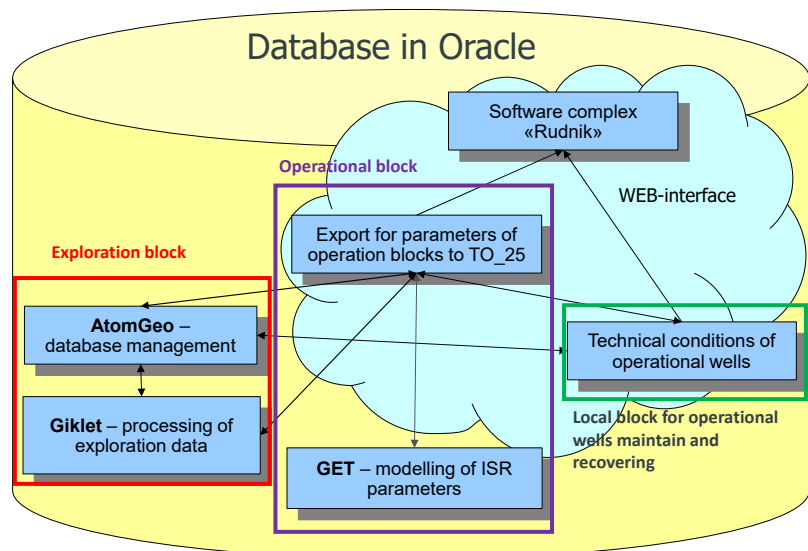 Database in Oracle
Software complex
«Rudnik»
Operational block
WEB-interface
Export for parameters of
operation blocks to TO_25
Exploration block
AtomGeo –
database management
Technical conditions of
operational wells
Giklet – processing of
exploration data
Local block for operational
wells maintain and
recovering
GET – modelling of ISR
parameters